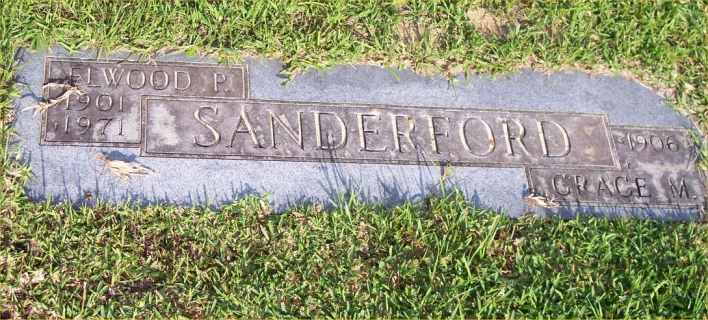 ELWOOD P.
1901
1971
SANDERFORD
1906
GRACE M.